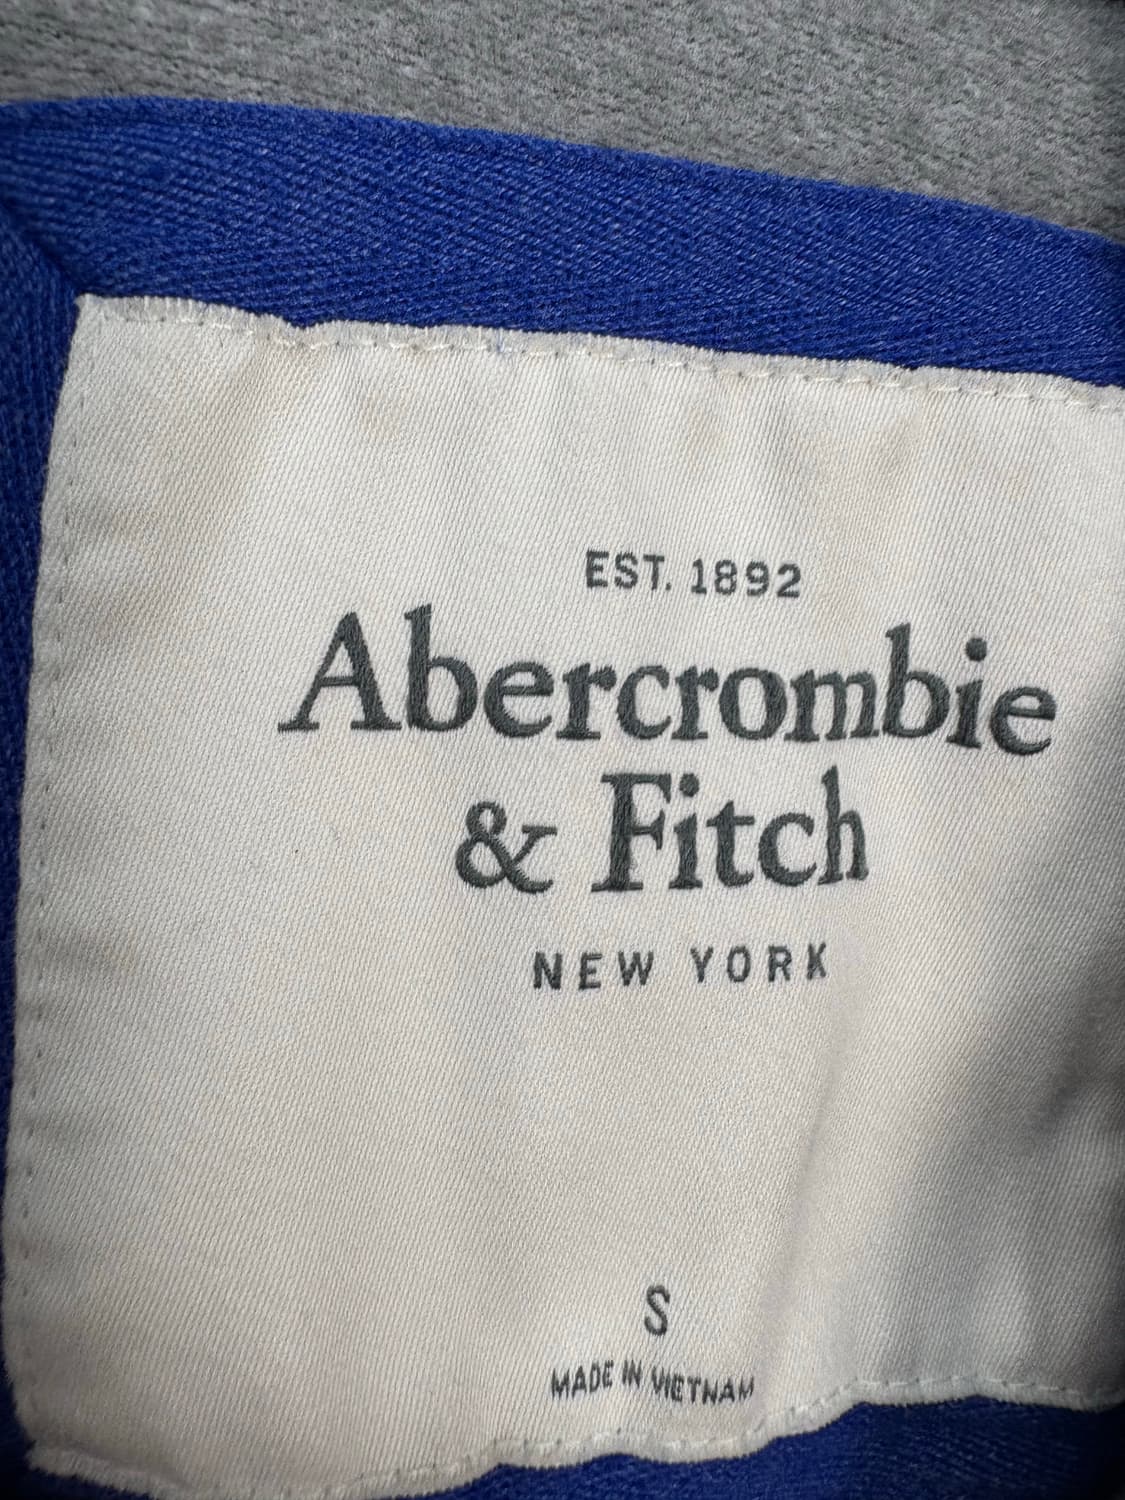 EST. 1892
Abercrombie
& Fitch
NEW YORK
S
MADE IN VIETNAM